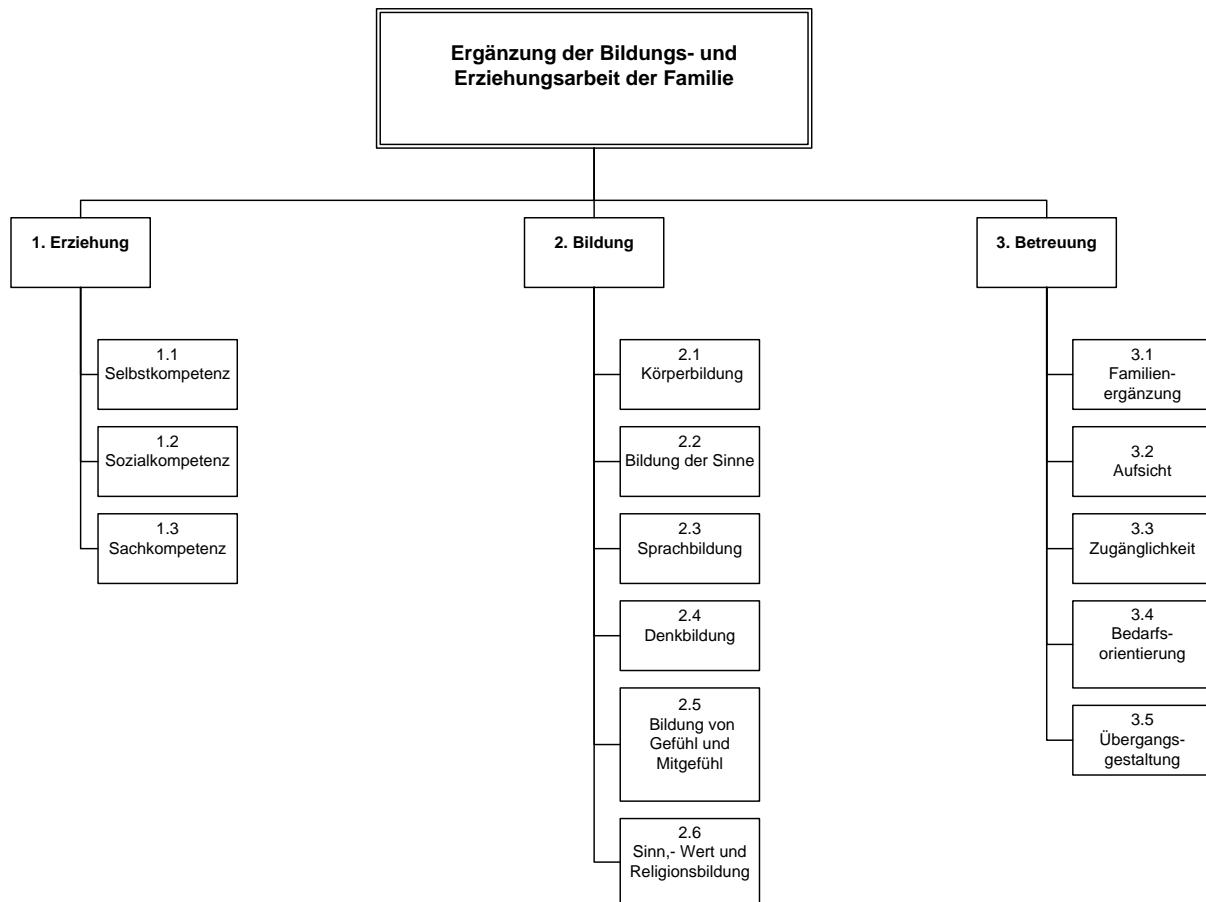 Ergänzung der Bildungs- und
Erziehungsarbeit der Familie
1. Erziehung
1.1
Selbstkompetenz
1.2
Sozialkompetenz
1.3
Sachkompetenz
2. Bildung
2.1
Körperbildung
2.2
Bildung der Sinne
2.3
Sprachbildung
2.4
Denkbildung
2.5
Bildung von
Gefühl und
Mitgefühl
2.6
Sinn,- Wert und
Religionsbildung
3. Betreuung
3.1
Familien-
ergänzung
3.2
Aufsicht
3.3
Zugänglichkeit
3.4
Bedarfs-
orientierung
3.5
Übergangs-
gestaltung